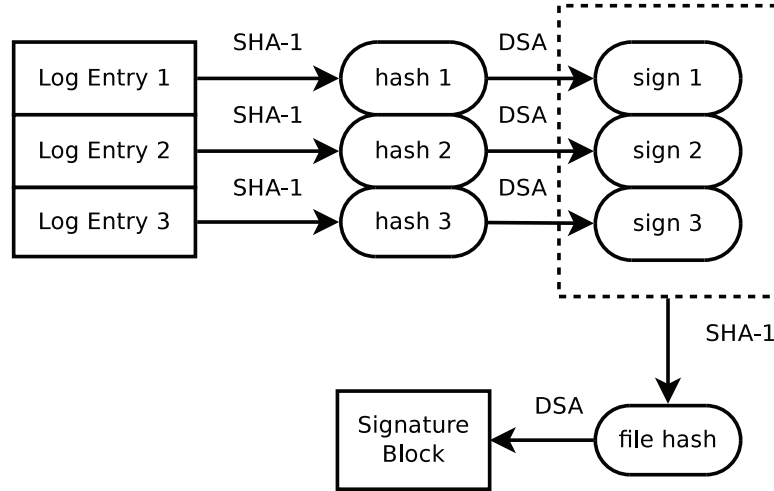 SHA-1
DSA
Log Entry 1
hash 1
sign 1
SHA-1
DSA
Log Entry 2
hash 2
sign 2
SHA-1
DSA
Log Entry 3
hash 3
sign 3
SHA-1
DSA
Signature
Block
file hash